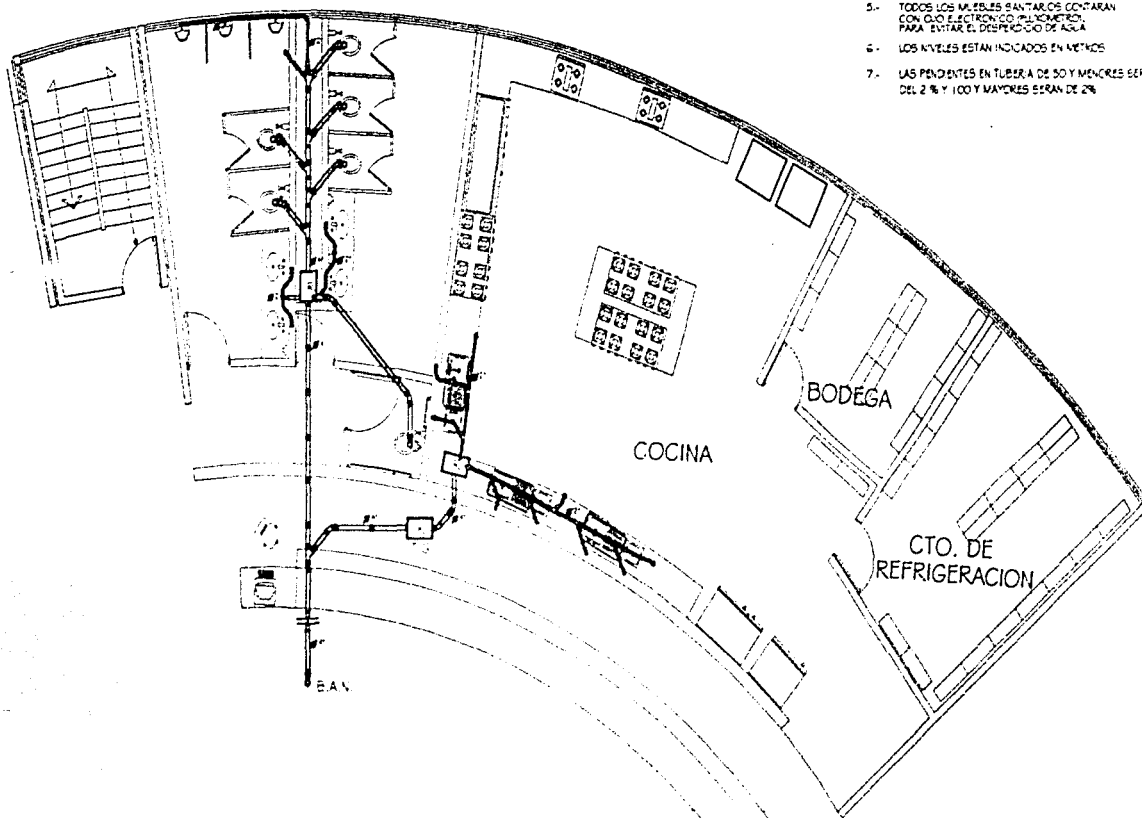 5.- TODOS LOS MUEBLES SANITARIOS CONTARAN
CON OJO ELECTRONICO (FLUXOMETRO).
PARA EVITAR EL DESPERDICIO DE AGUA
6.- LOS NIVELES ESTAN INDICADOS EN METROS
7.- LAS PENDIENTES EN TUBERIA DE 50 Y MENORES SER
DEL 2 % Y 100 Y MAYORES SERAN DE 2%
BODEGA
COCINA
CTO. DE
REFRIGERACION
B.A.N.